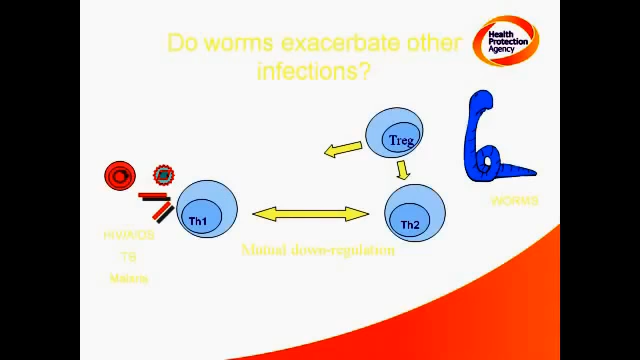 Do worms exacerbate other
infections?
Health
Protection
Agency
Treg
WORMS
Th1
Th2
HIV/AIDS
TB
Malaria
Mutual down-regulation